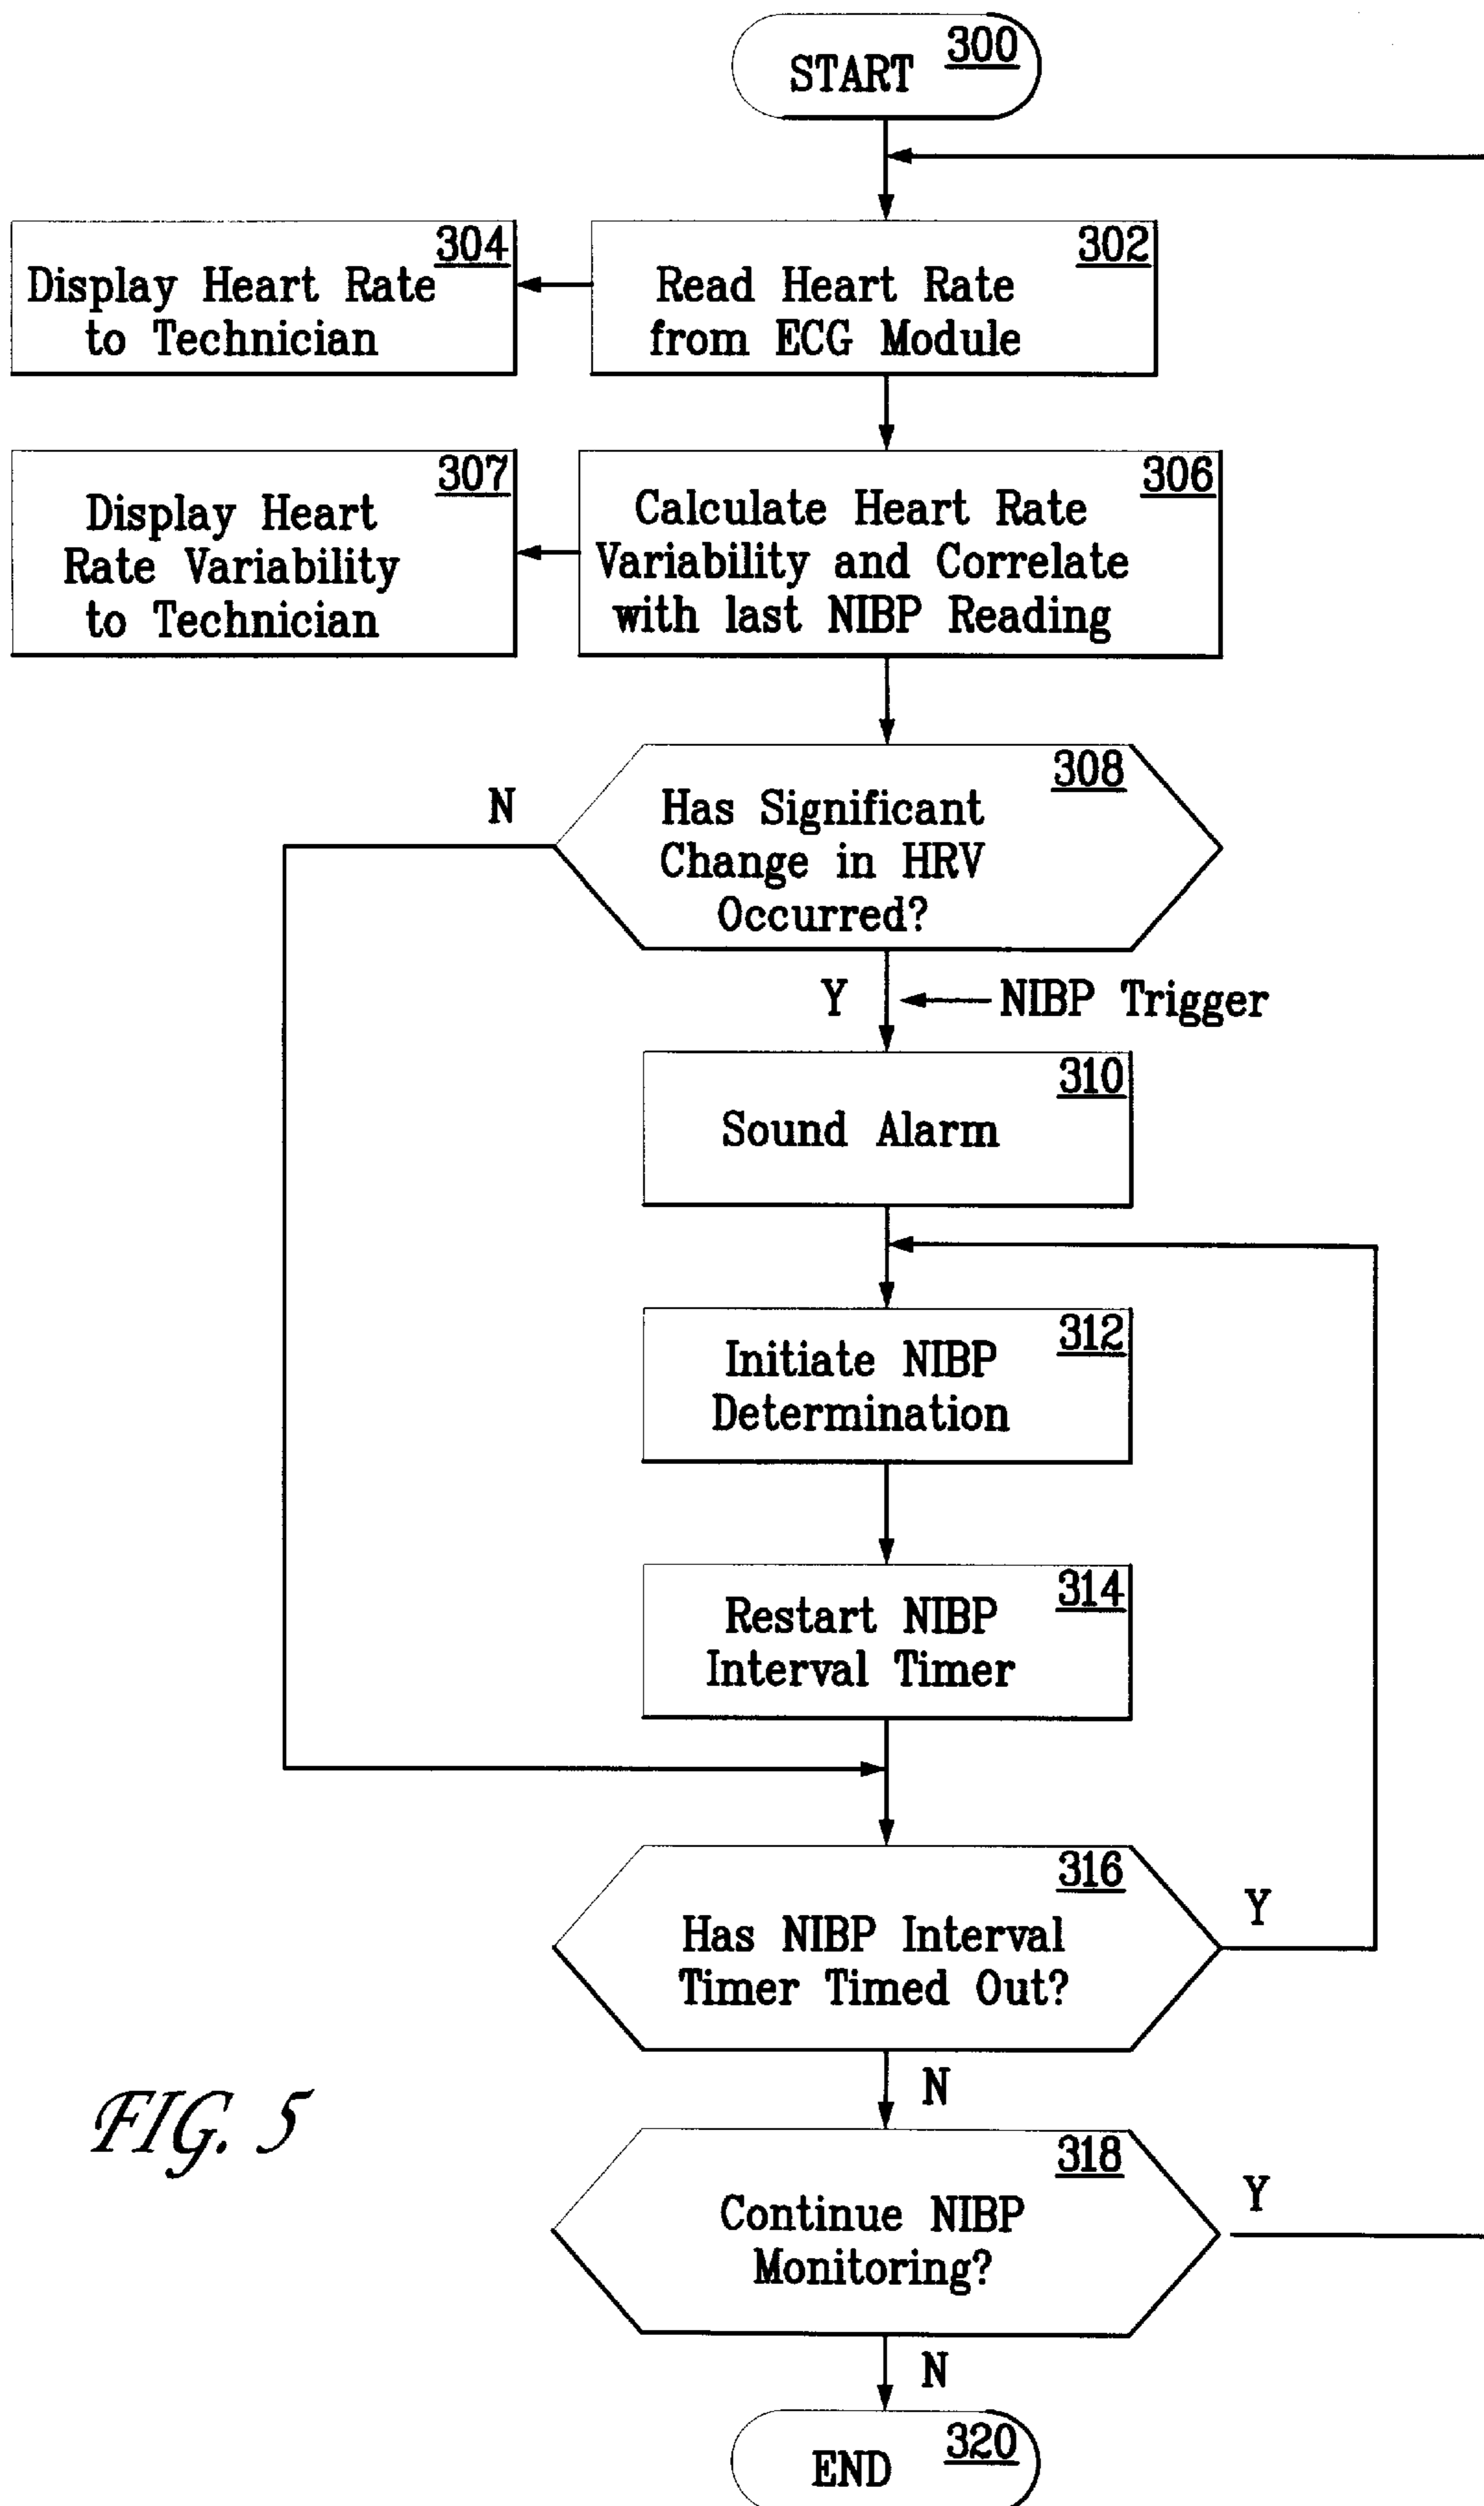 300
START
304
Display Heart Rate
to Technician
302
Read Heart Rate
from ECG Module
307
Display Heart
Rate Variability
to Technician
306
Calculate Heart Rate
Variability and Correlate
with last NIBP Reading
308
N
Has Significant
Change in HRV
Occurred?
Y
NIBP Trigger
310
Sound Alarm
312
Initiate NIBP
Determination
314
Restart NIBP
Interval Timer
316
Y
Has NIBP Interval
Timer Timed Out?
N
FIG. 5
318
Y
Continue NIBP
Monitoring?
N
320
END